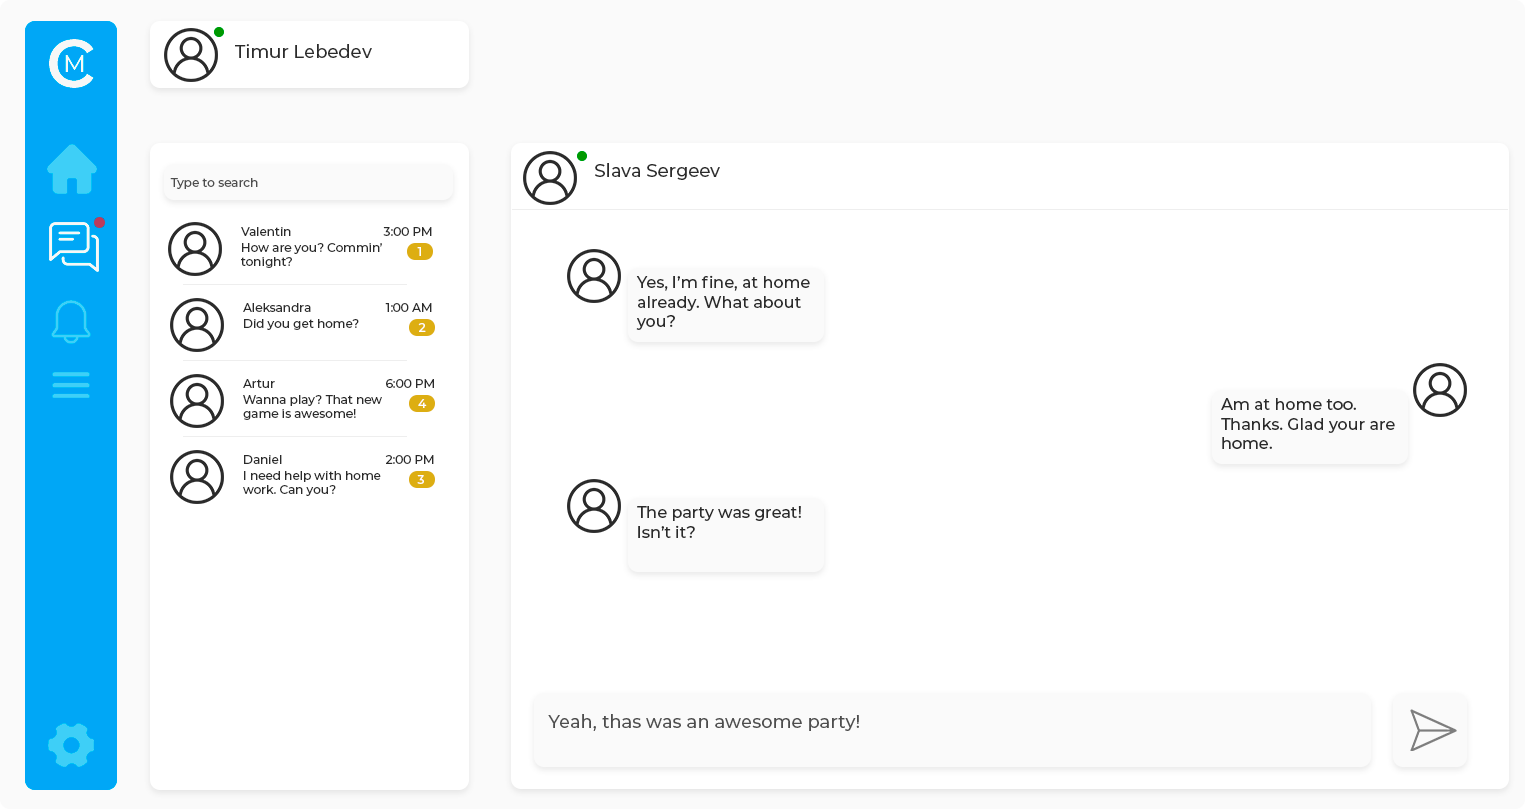 CM
Timur Lebedev
Type to search
Valentin 3:00 PM
How are you? Commin’ 1
tonight?
Aleksandra 1:00 AM
Did you get home? 2
Artur 6:00 PM
Wanna play? That new 4
game is awesome!
Daniel 2:00 PM
I need help with home 3
work. Can you?
Slava Sergeev
Yes, I’m fine, at home
already. What about
you?
Am at home too.
Thanks. Glad your are
home.
The party was great!
Isn’t it?
Yeah, thas was an awesome party!